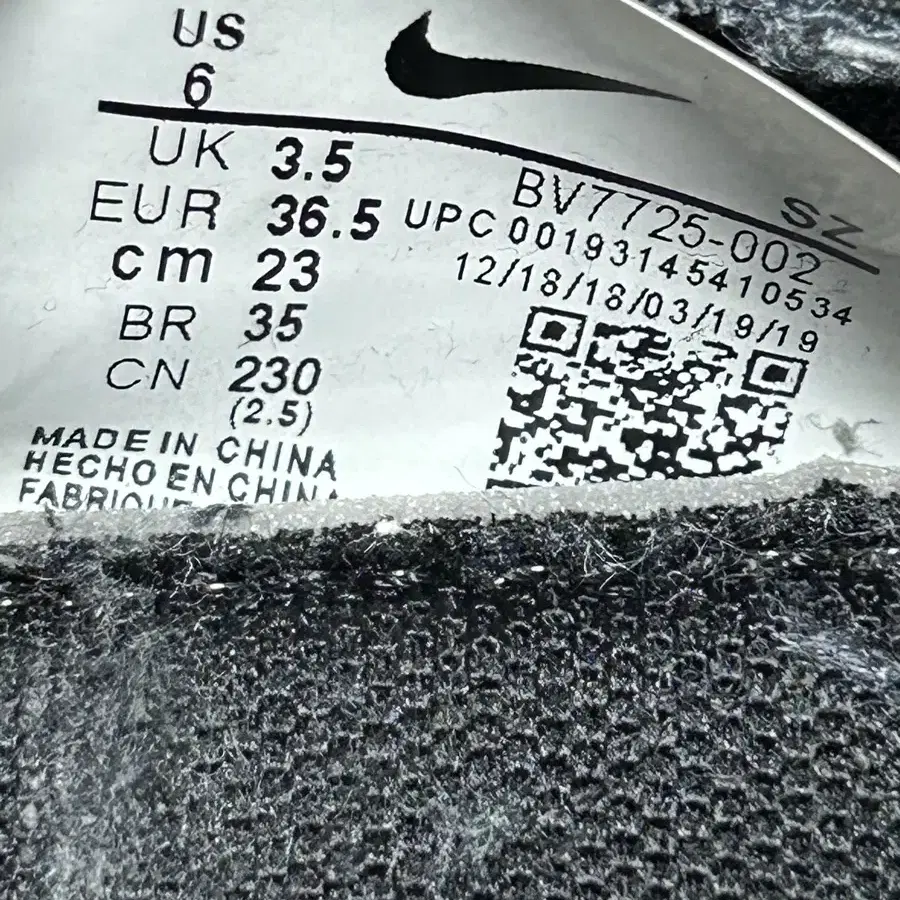 US
6
SZ
UK 3.5
EUR 36.5
cm 23
BR 35
CN 230
(2.5)
BV7725-002
UPC 00193145410534
12/18/18/03/19/19
MADE IN CHINA
HECHO EN CHINA